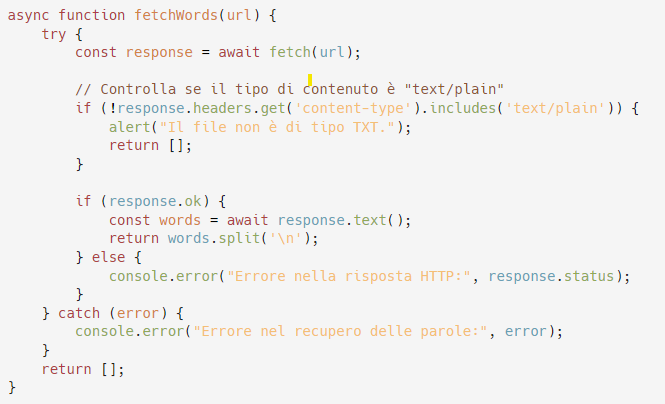 async function fetchWords(url) {
    try {
        const response = await fetch(url);

        // Controlla se il tipo di contenuto è "text/plain"
        if (!response.headers.get('content-type').includes('text/plain')) {
            alert("Il file non è di tipo TXT.");
            return [];
        }

        if (response.ok) {
            const words = await response.text();
            return words.split('\n');
        } else {
            console.error("Errore nella risposta HTTP:", response.status);
        }
    } catch (error) {
        console.error("Errore nel recupero delle parole:", error);
    }
    return [];
}